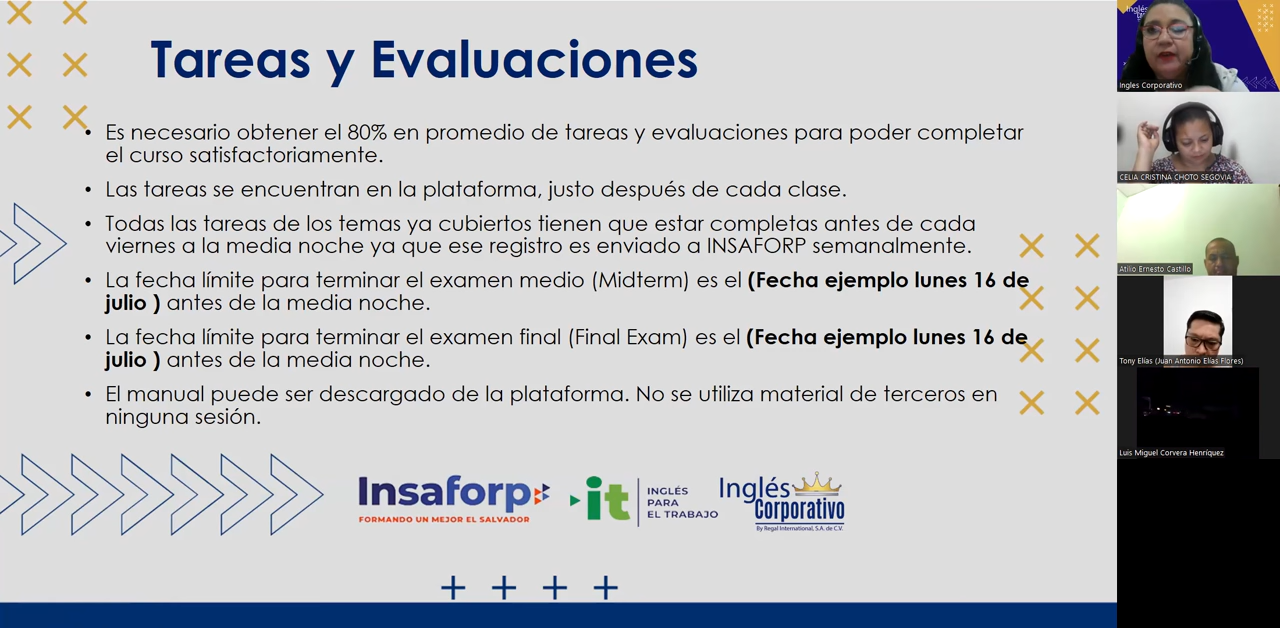 Tareas y Evaluaciones
• Es necesario obtener el 80% en promedio de tareas y evaluaciones para poder completar
el curso satisfactoriamente.
• Las tareas se encuentran en la plataforma, justo después de cada clase.
• Todas las tareas de los temas ya cubiertos tienen que estar completas antes de cada
viernes a la media noche ya que ese registro es enviado a INSAFORP semanalmente.
• La fecha límite para terminar el examen medio (Midterm) es el (Fecha ejemplo lunes 16 de
julio ) antes de la media noche.
• La fecha límite para terminar el examen final (Final Exam) es el (Fecha ejemplo lunes 16 de
julio ) antes de la media noche.
• El manual puede ser descargado de la plataforma. No se utiliza material de terceros en
ninguna sesión.
Insaforp
FORMANDO UN MEJOR EL SALVADOR
it
INGLÉS
PARA
EL TRABAJO
Inglés
Corporativo
By Regal International, S.A. de C.V.
Inglés
Ingles Corporativo
CELIA CRISTINA CHOTO SEGOVIA
Atilio Ernesto Castillo
Tony Elías (Juan Antonio Elías Flores)
Luis Miguel Corvera Henríquez